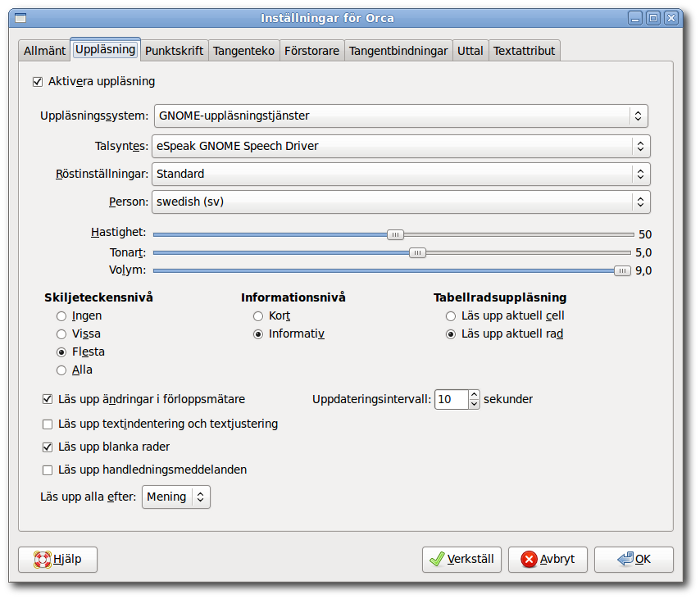 Inställningar för Orca
Allmänt Uppläsning Punktskrift Tangenteko Förstorare Tangentbindningar Uttal Textattribut
Aktivera uppläsning
Uppläsningssystem: GNOME-uppläsningstjänster
Talsyntes: eSpeak GNOME Speech Driver
Röstinställningar: Standard
Person: swedish (sv)
Hastighet: 50
Tonart: 5,0
Volym: 9,0
Skiljeteckensnivå Informationsnivå Tabellradsuppläsning
Ingen Kort Läs upp aktuell cell
Vissa Informativ Läs upp aktuell rad
Flesta
Alla
Läs upp ändringar i förloppsmätare Uppdateringsintervall: 10 sekunder
Läs upp textindentering och textjustering
Läs upp blanka rader
Läs upp handledningsmeddelanden
Läs upp alla efter: Mening
Hjälp Verkställ Avbryt OK